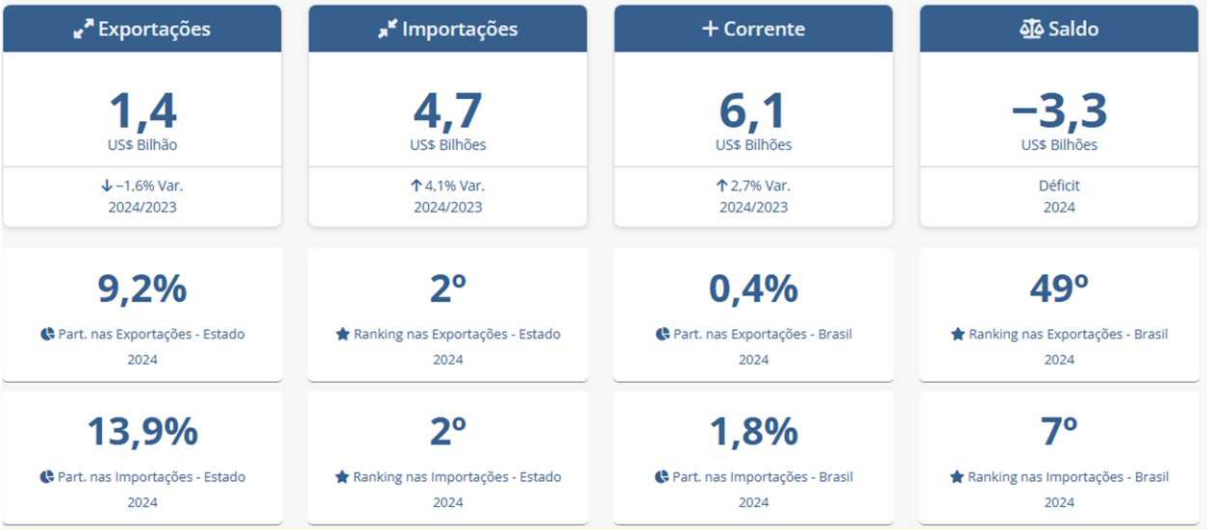 Exportações
Importações
Corrente
Saldo
1,4
US$ Bilhão
−1,6% Var.
2024/2023
4,7
US$ Bilhões
4,1% Var.
2024/2023
6,1
US$ Bilhões
2,7% Var.
2024/2023
−3,3
US$ Bilhões
Déficit
2024
9,2%
Part. nas Exportações - Estado
2024
2º
Ranking nas Exportações - Estado
2024
0,4%
Part. nas Exportações - Brasil
2024
49º
Ranking nas Exportações - Brasil
2024
13,9%
Part. nas Importações - Estado
2024
2º
Ranking nas Importações - Estado
2024
1,8%
Part. nas Importações - Brasil
2024
7º
Ranking nas Importações - Brasil
2024